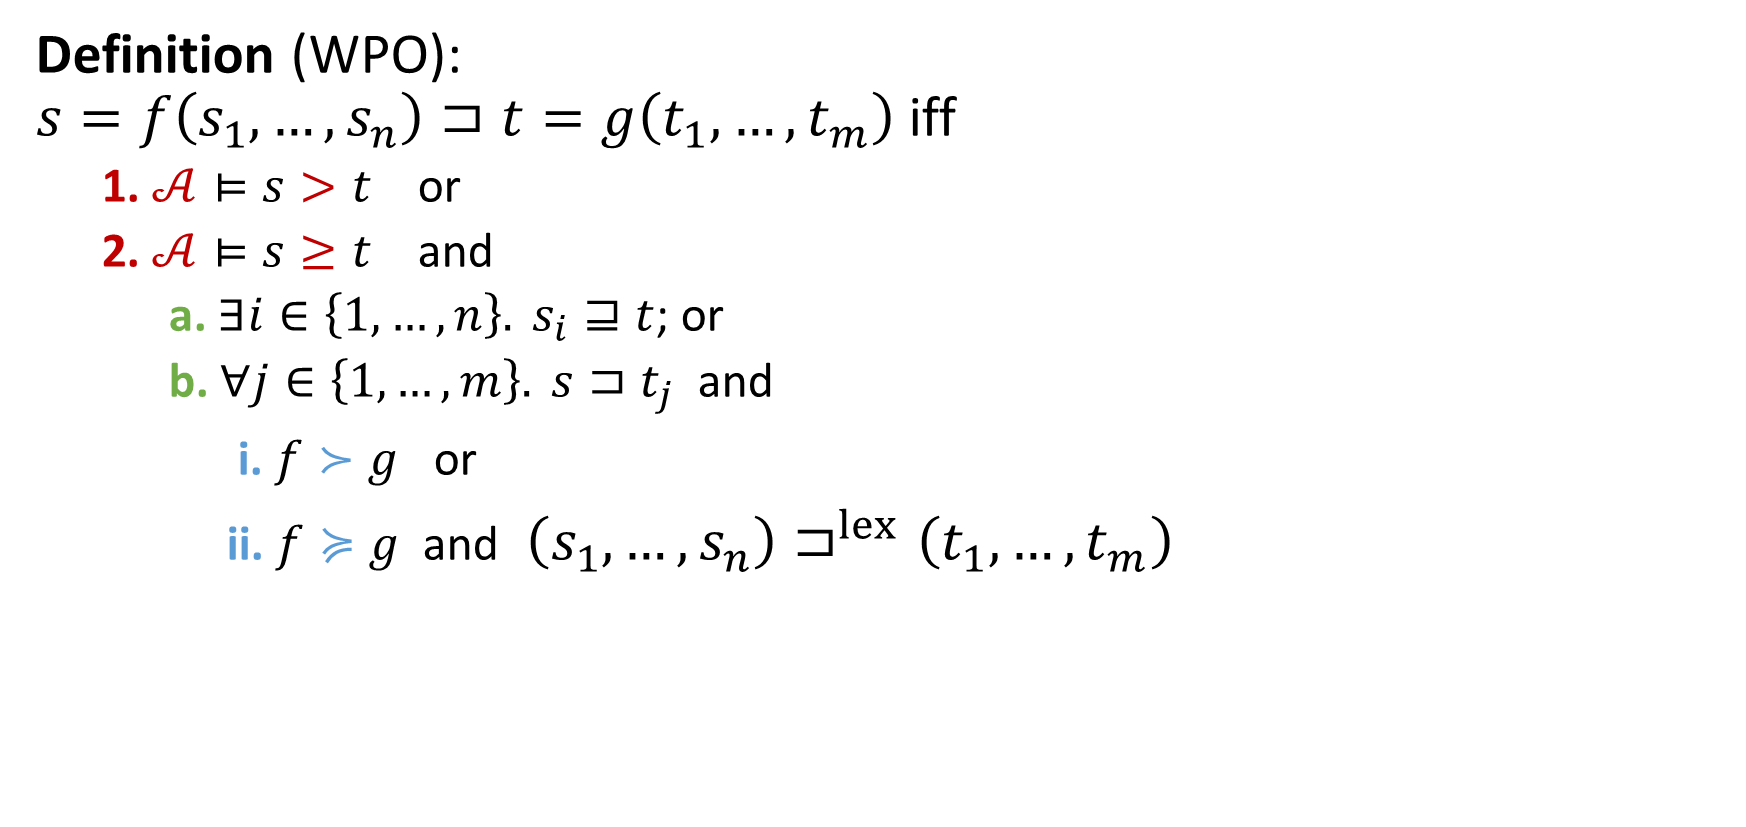 Definition (WPO):
𝑠 = 𝑓(𝑠₁, …, 𝑠ₙ) ⊐ 𝑡 = 𝑔(𝑡₁, …, 𝑡ₘ) iff
1. 𝒜 ⊨ 𝑠 > 𝑡 or
2. 𝒜 ⊨ 𝑠 ≥ 𝑡 and
a. ∃𝑖 ∈ {1, …, 𝑛}. 𝑠ᵢ ⊒ 𝑡; or
b. ∀𝑗 ∈ {1, …, 𝑚}. 𝑠 ⊐ 𝑡ⱼ and
i. 𝑓 ≻ 𝑔 or
ii. 𝑓 ≽ 𝑔 and (𝑠₁, …, 𝑠ₙ) ⊐ˡᵉˣ (𝑡₁, …, 𝑡ₘ)